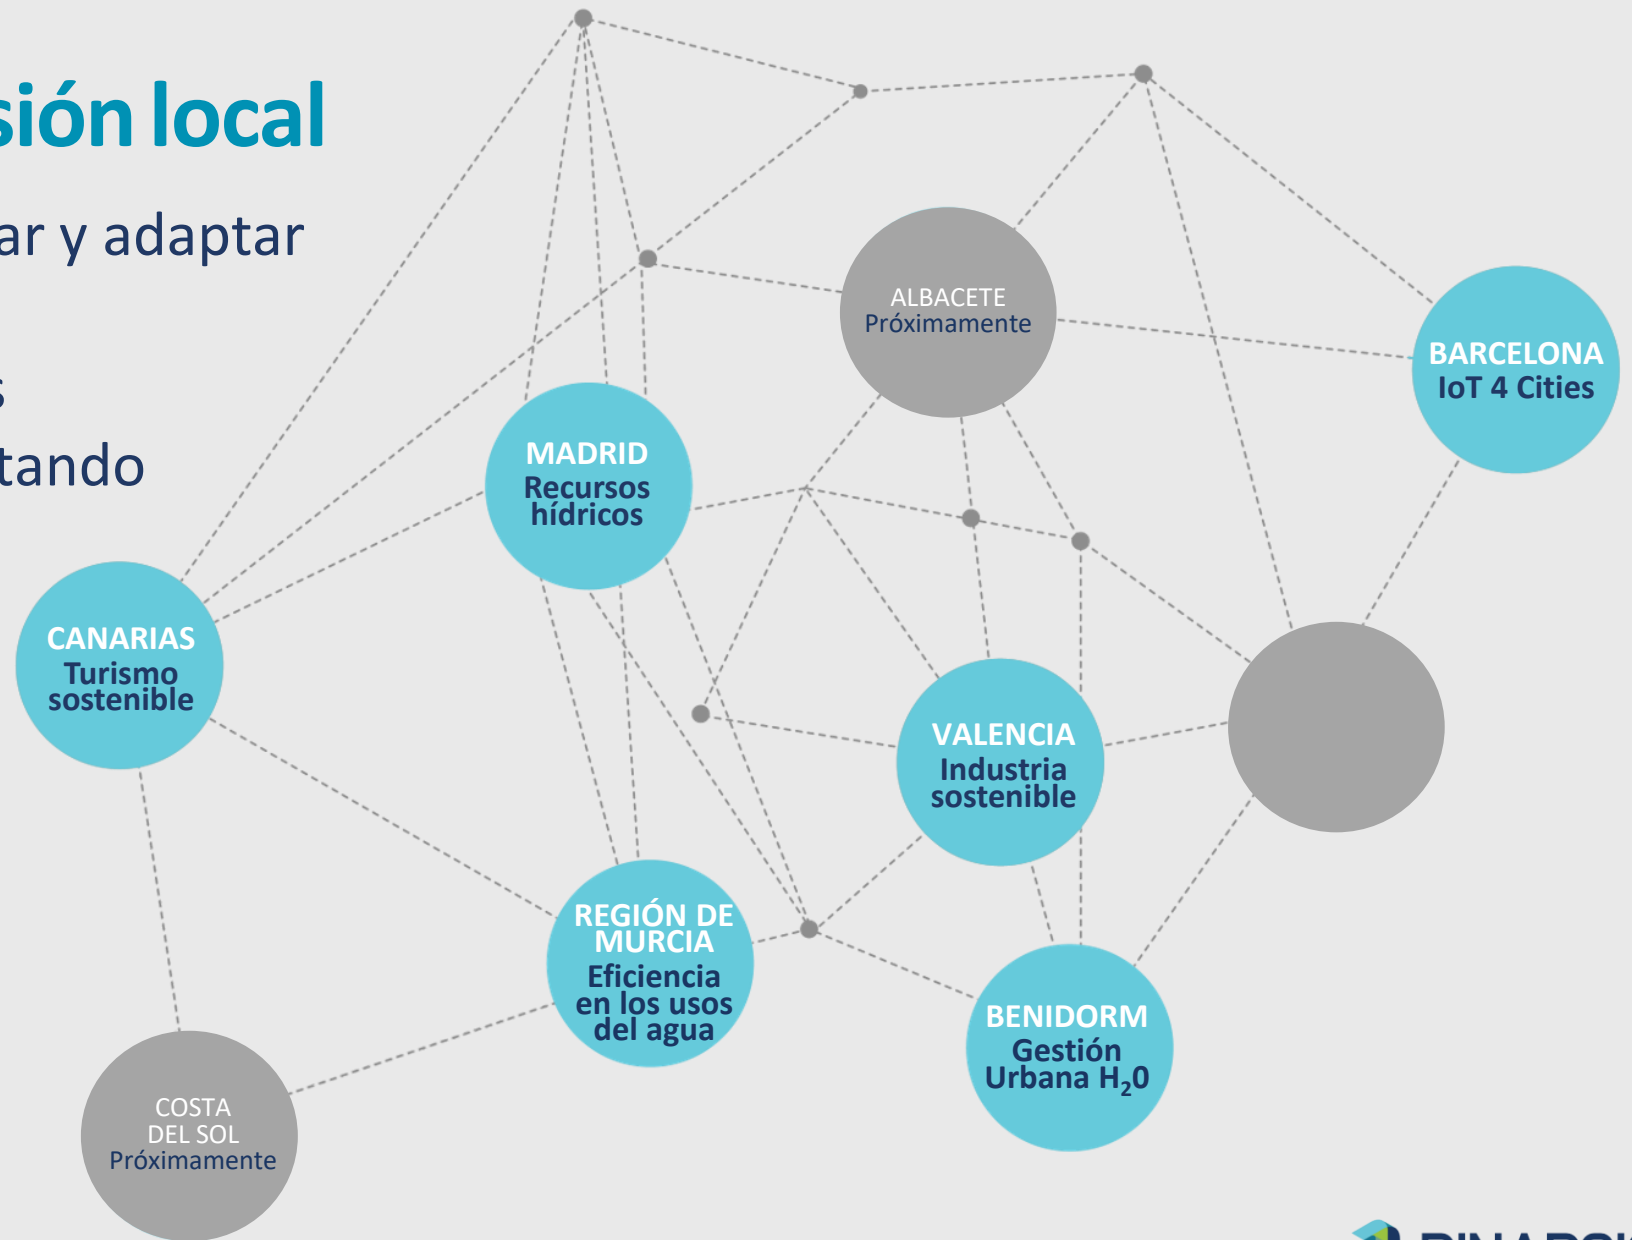 sión local
ar y adaptar
s
tando
ALBACETE
Próximamente
BARCELONA
IoT 4 Cities
MADRID
Recursos
hídricos
CANARIAS
Turismo
sostenible
VALENCIA
Industria
sostenible
REGIÓN DE
MURCIA
Eficiencia
en los usos
del agua
BENIDORM
Gestión
Urbana H₂0
COSTA
DEL SOL
Próximamente